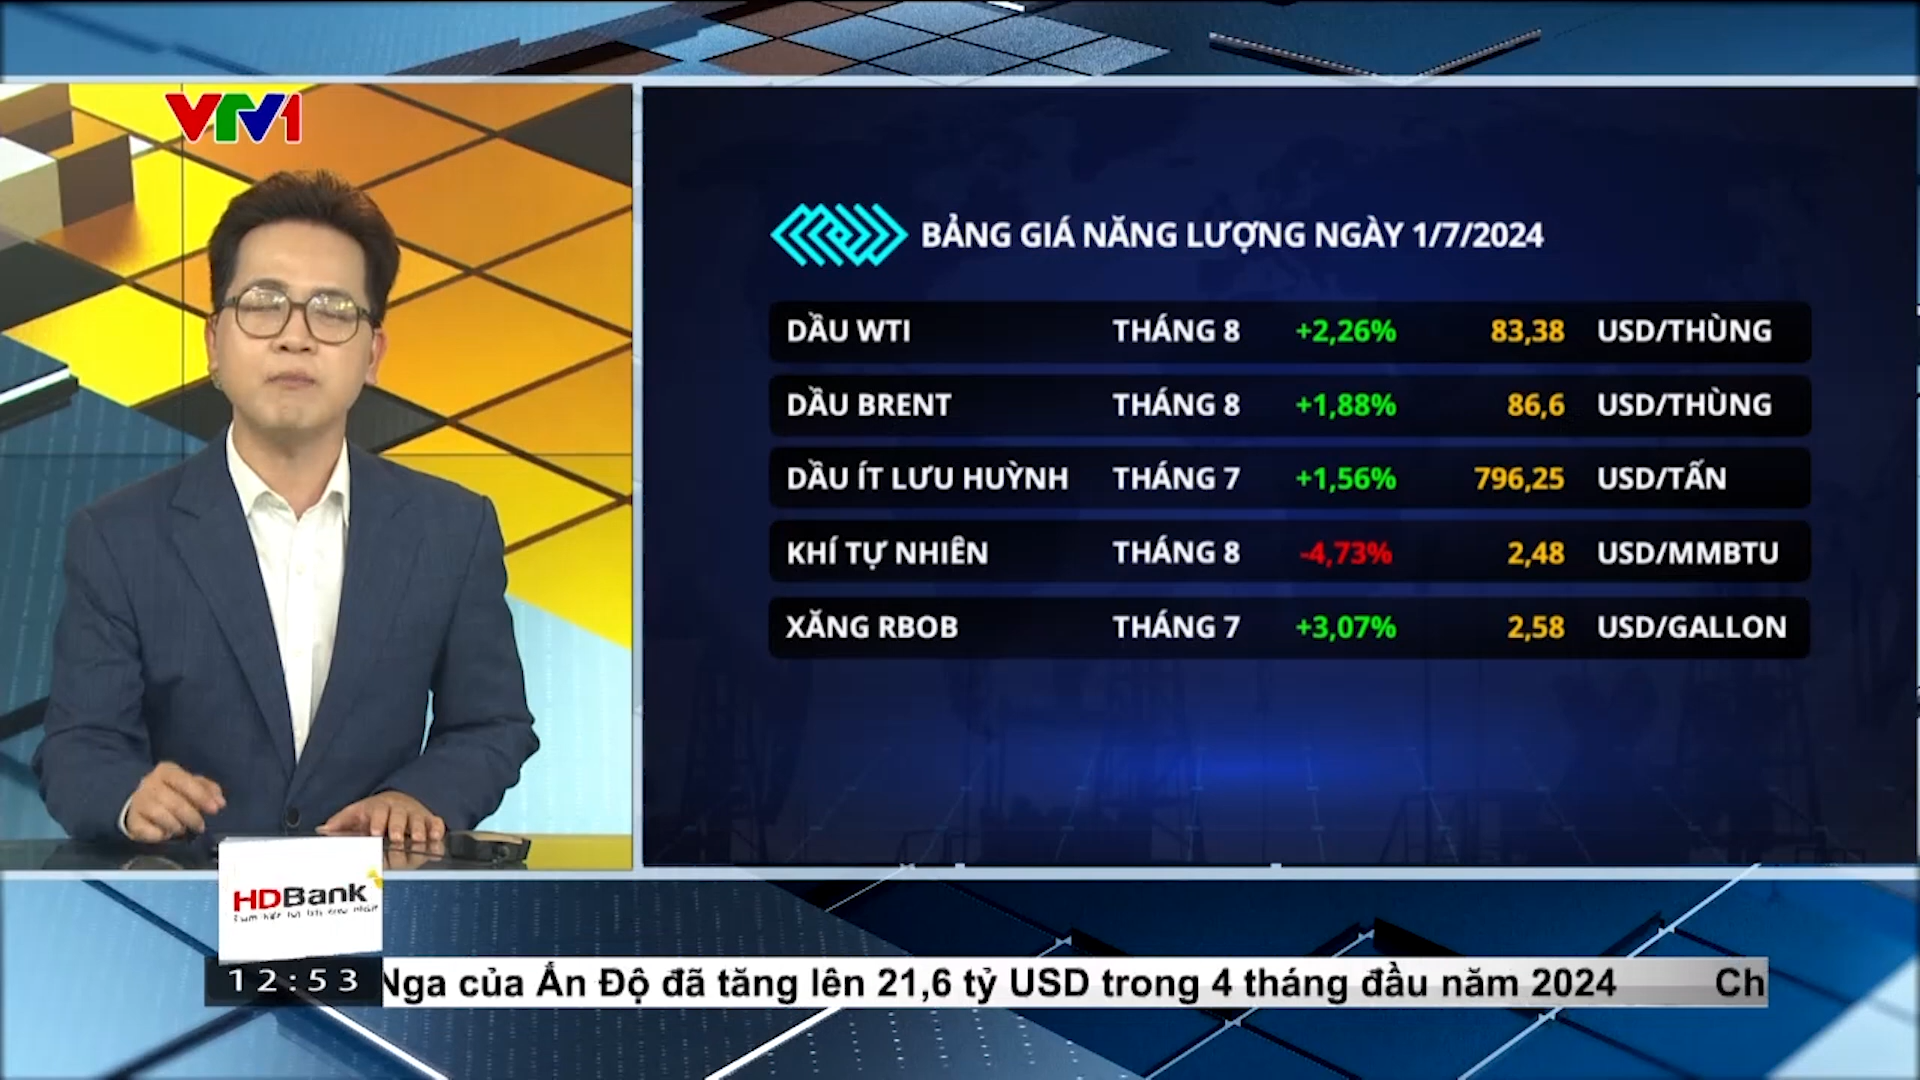 VTV1
BẢNG GIÁ NĂNG LƯỢNG NGÀY 1/7/2024
DẦU WTI THÁNG 8 +2,26% 83,38 USD/THÙNG
DẦU BRENT THÁNG 8 +1,88% 86,6 USD/THÙNG
DẦU ÍT LƯU HUỲNH THÁNG 7 +1,56% 796,25 USD/TẤN
KHÍ TỰ NHIÊN THÁNG 8 -4,73% 2,48 USD/MMBTU
XĂNG RBOB THÁNG 7 +3,07% 2,58 USD/GALLON
HDBank
12:53 Nga của Ấn Độ đã tăng lên 21,6 tỷ USD trong 4 tháng đầu năm 2024 Ch